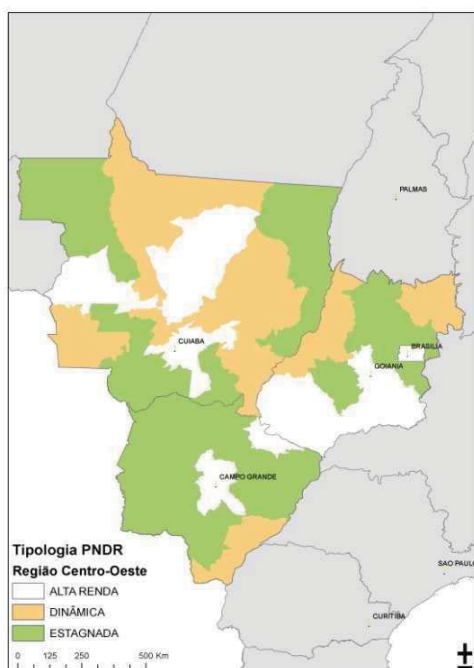 PALMAS
BRASILIA
CUIABA
GOIANIA
CAMPO GRANDE
Tipologia PNDR
Região Centro-Oeste
ALTA RENDA
DINÂMICA
ESTAGNADA
0 125 250 500 Km
SAO PAULO
CURITIBA